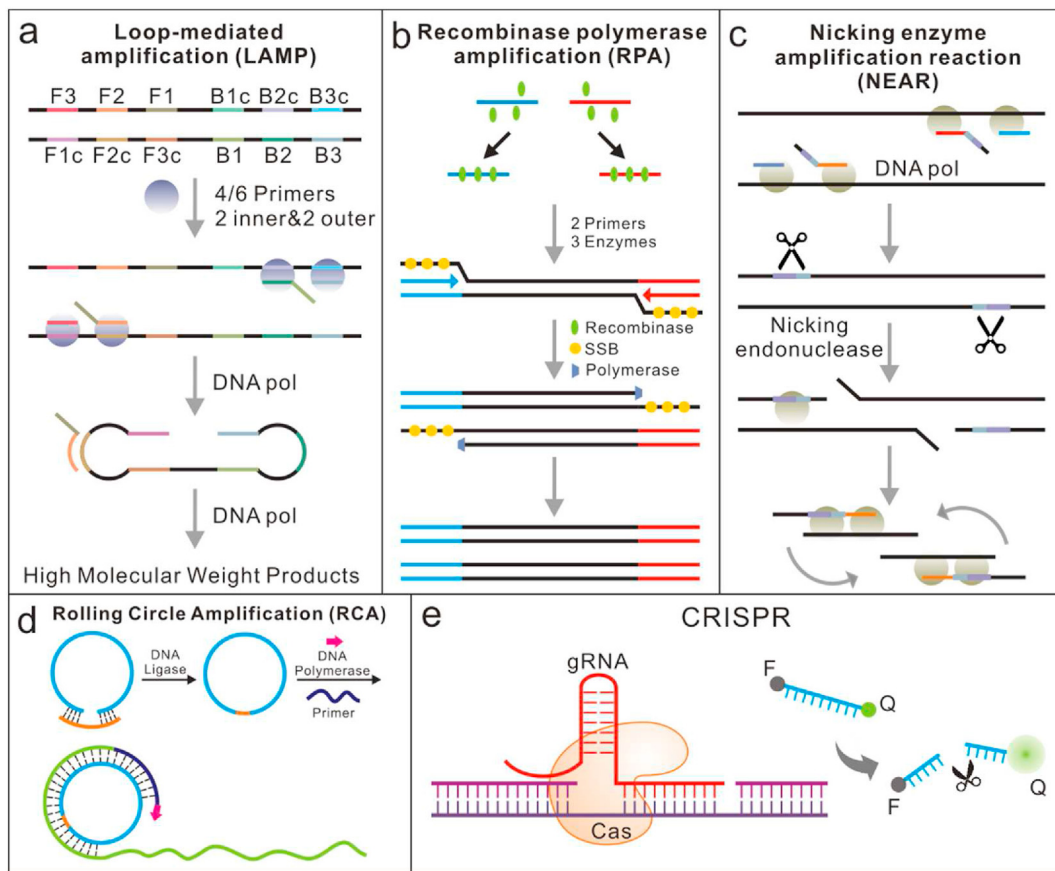 a
Loop-mediated
amplification (LAMP)
F3 F2 F1 B1c B2c B3c
F1c F2c F3c B1 B2 B3
4/6 Primers
2 inner&2 outer
DNA pol
DNA pol
High Molecular Weight Products
b
Recombinase polymerase
amplification (RPA)
2 Primers
3 Enzymes
Recombinase
SSB
Polymerase
c
Nicking enzyme
amplification reaction
(NEAR)
DNA pol
Nicking
endonuclease
d
Rolling Circle Amplification (RCA)
DNA
Ligase
DNA
Polymerase
Primer
e
CRISPR
gRNA
Cas
F
Q
F
Q